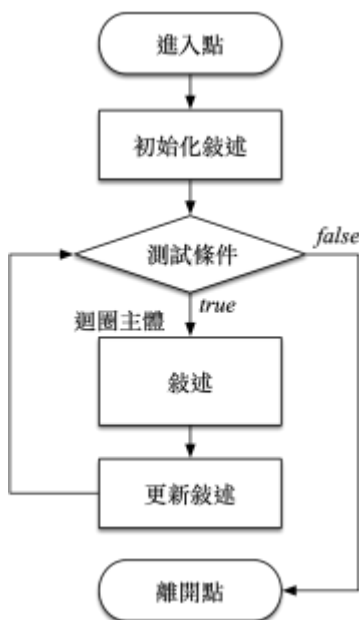 進入點
初始化敘述
測試條件
false
true
迴圈主體
敘述
更新敘述
離開點